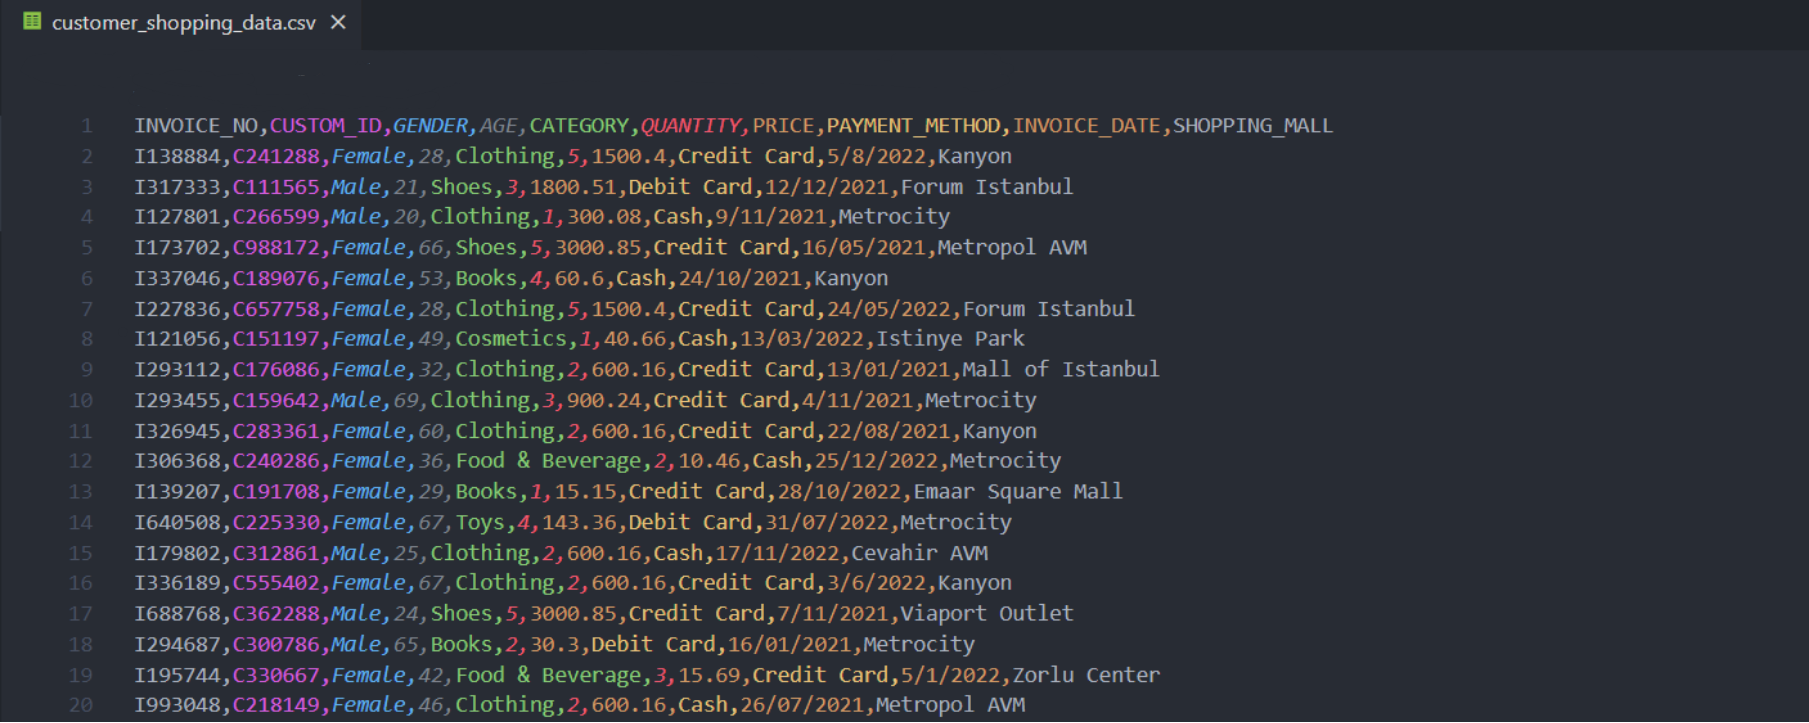 customer_shopping_data.csv
1 INVOICE_NO,CUSTOM_ID,GENDER,AGE,CATEGORY,QUANTITY,PRICE,PAYMENT_METHOD,INVOICE_DATE,SHOPPING_MALL
2 I138884,C241288,Female,28,Clothing,5,1500.4,Credit Card,5/8/2022,Kanyon
3 I317333,C111565,Male,21,Shoes,3,1800.51,Debit Card,12/12/2021,Forum Istanbul
4 I127801,C266599,Male,20,Clothing,1,300.08,Cash,9/11/2021,Metrocity
5 I173702,C988172,Female,66,Shoes,5,3000.85,Credit Card,16/05/2021,Metropol AVM
6 I337046,C189076,Female,53,Books,4,60.6,Cash,24/10/2021,Kanyon
7 I227836,C657758,Female,28,Clothing,5,1500.4,Credit Card,24/05/2022,Forum Istanbul
8 I121056,C151197,Female,49,Cosmetics,1,40.66,Cash,13/03/2022,Istinye Park
9 I293112,C176086,Female,32,Clothing,2,600.16,Credit Card,13/01/2021,Mall of Istanbul
10 I293455,C159642,Male,69,Clothing,3,900.24,Credit Card,4/11/2021,Metrocity
11 I326945,C283361,Female,60,Clothing,2,600.16,Credit Card,22/08/2021,Kanyon
12 I306368,C240286,Female,36,Food & Beverage,2,10.46,Cash,25/12/2022,Metrocity
13 I139207,C191708,Female,29,Books,1,15.15,Credit Card,28/10/2022,Emaar Square Mall
14 I640508,C225330,Female,67,Toys,4,143.36,Debit Card,31/07/2022,Metrocity
15 I179802,C312861,Male,25,Clothing,2,600.16,Cash,17/11/2022,Cevahir AVM
16 I336189,C555402,Female,67,Clothing,2,600.16,Credit Card,3/6/2022,Kanyon
17 I688768,C362288,Male,24,Shoes,5,3000.85,Credit Card,7/11/2021,Viaport Outlet
18 I294687,C300786,Male,65,Books,2,30.3,Debit Card,16/01/2021,Metrocity
19 I195744,C330667,Female,42,Food & Beverage,3,15.69,Credit Card,5/1/2022,Zorlu Center
20 I993048,C218149,Female,46,Clothing,2,600.16,Cash,26/07/2021,Metropol AVM